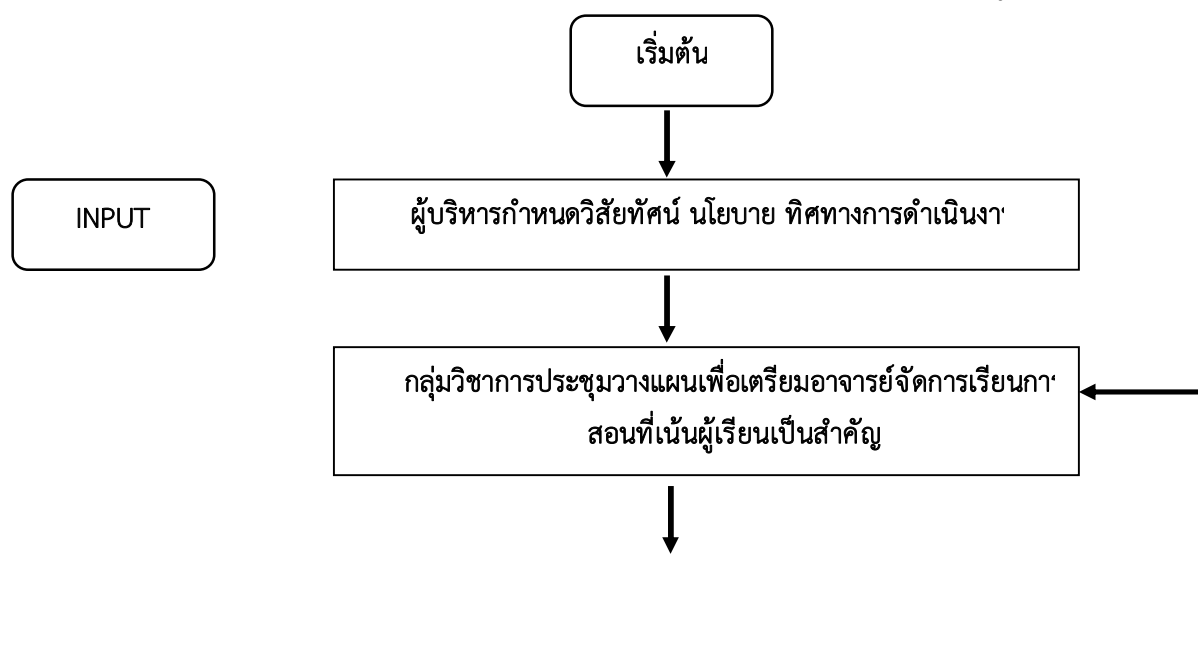 เริ่มต้น
INPUT
ผู้บริหารกำหนดวิสัยทัศน์ นโยบาย ทิศทางการดำเนิน
กลุ่มวิชาการประชุมวางแผนเพื่อเตรียมอาจารย์จัดการเรียน
สอนที่เน้นผู้เรียนเป็นสำคัญ